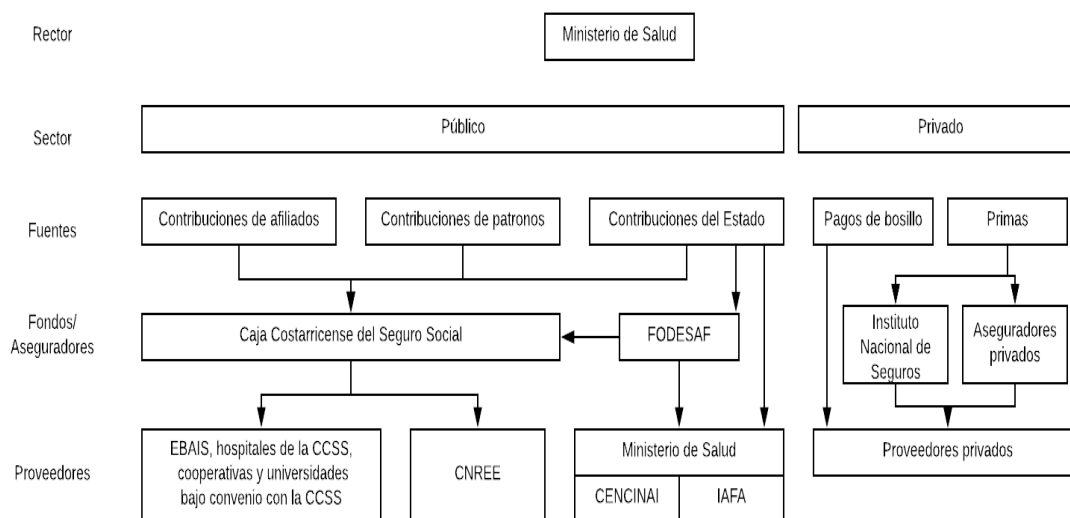 Rector
Ministerio de Salud
Sector
Público
Privado
Fuentes
Contribuciones de afiliados
Contribuciones de patronos
Contribuciones del Estado
Pagos de bosillo
Primas
Fondos/
Aseguradores
Caja Costarricense del Seguro Social
FODESAF
Instituto
Nacional de
Seguros
Aseguradores
privados
Proveedores
EBAIS, hospitales de la CCSS,
cooperativas y universidades
bajo convenio con la CCSS
CNREE
Ministerio de Salud
CENCINAI
IAFA
Proveedores privados